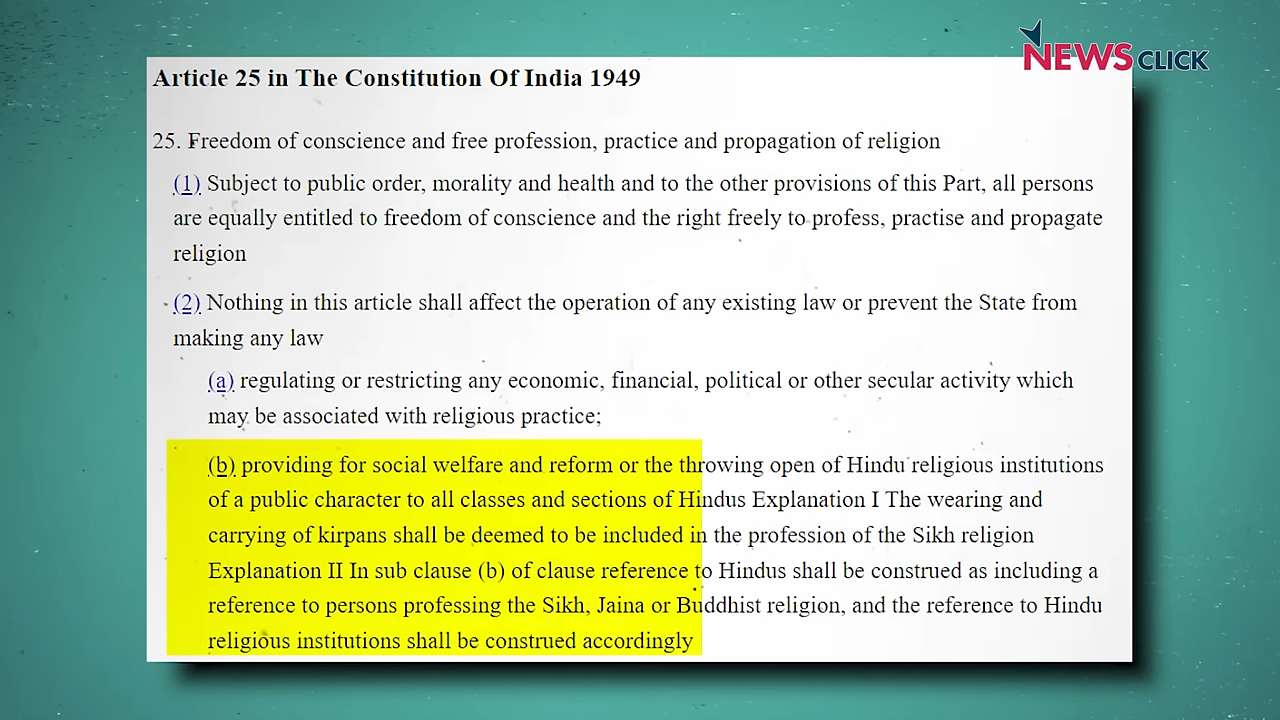 NEWS CLICK
Article 25 in The Constitution Of India 1949
25. Freedom of conscience and free profession, practice and propagation of religion
(1) Subject to public order, morality and health and to the other provisions of this Part, all persons
are equally entitled to freedom of conscience and the right freely to profess, practise and propagate
religion
(2) Nothing in this article shall affect the operation of any existing law or prevent the State from
making any law
(a) regulating or restricting any economic, financial, political or other secular activity which
may be associated with religious practice;
(b) providing for social welfare and reform or the throwing open of Hindu religious institutions
of a public character to all classes and sections of Hindus Explanation I The wearing and
carrying of kirpans shall be deemed to be included in the profession of the Sikh religion
Explanation II In sub clause (b) of clause reference to Hindus shall be construed as including a
reference to persons professing the Sikh, Jaina or Buddhist religion, and the reference to Hindu
religious institutions shall be construed accordingly